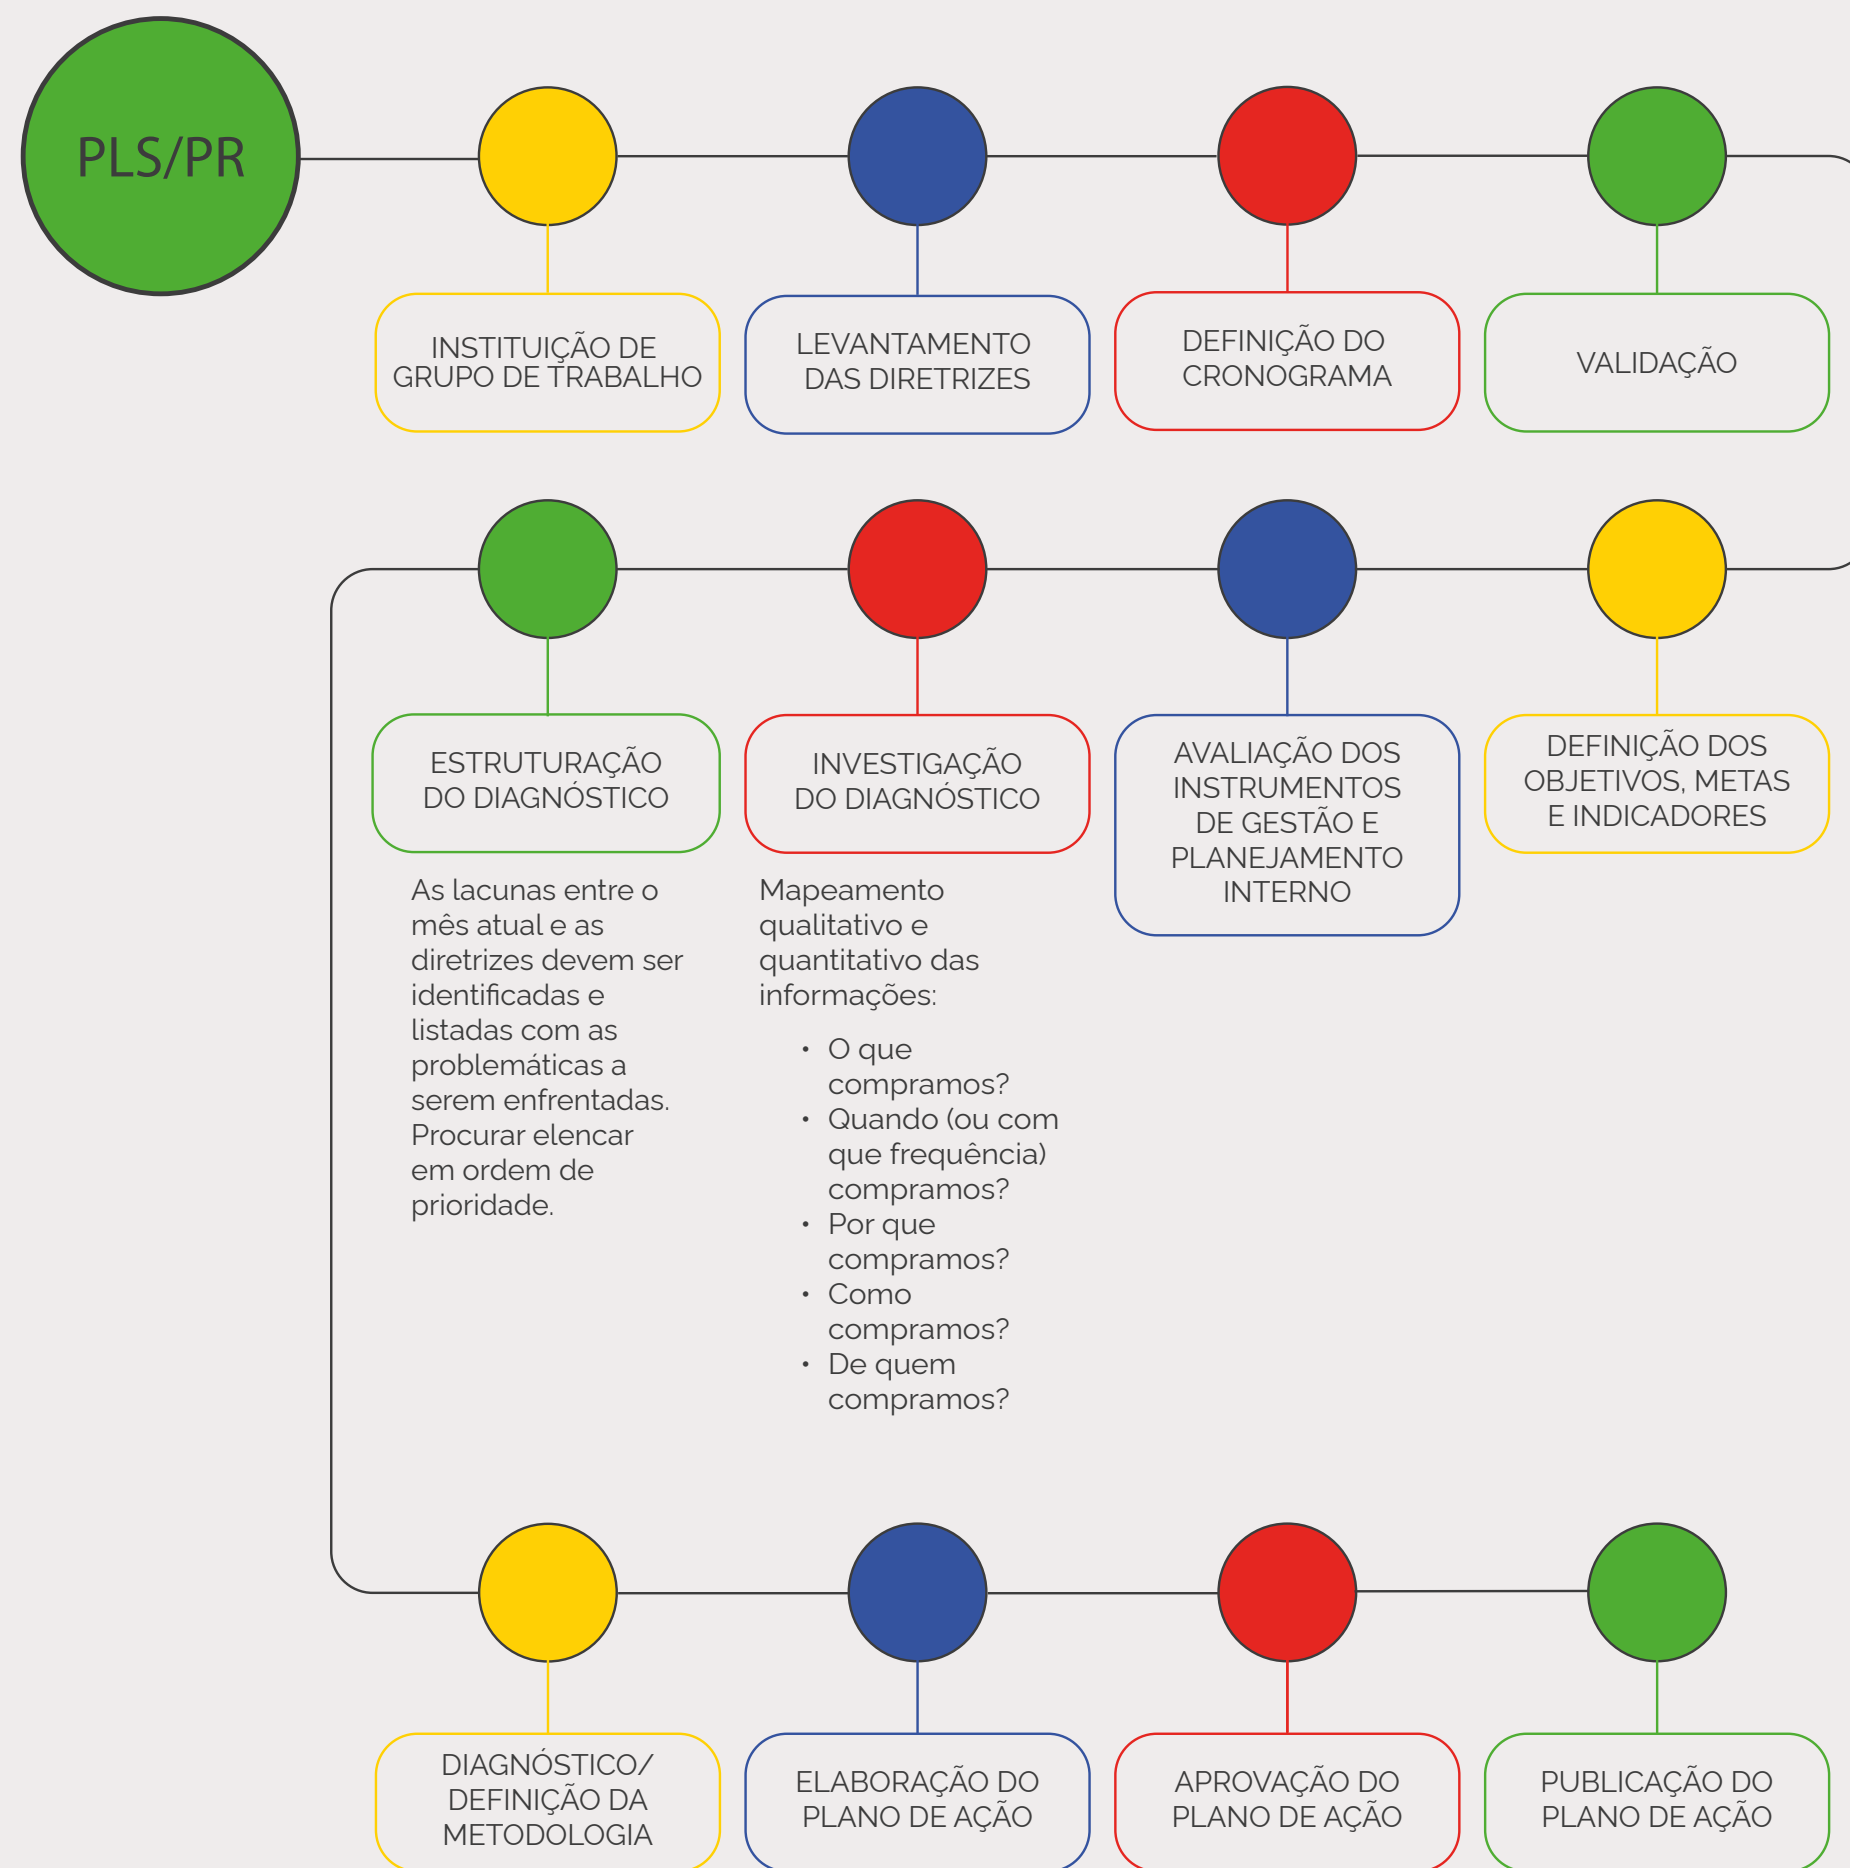 PLS/PR
INSTITUIÇÃO DE
GRUPO DE TRABALHO
LEVANTAMENTO
DAS DIRETRIZES
DEFINIÇÃO DO
CRONOGRAMA
VALIDAÇÃO
ESTRUTURAÇÃO
DO DIAGNÓSTICO
As lacunas entre o
mês atual e as
diretrizes devem ser
identificadas e
listadas com as
problemáticas a
serem enfrentadas.
Procurar elencar
em ordem de
prioridade.
INVESTIGAÇÃO
DO DIAGNÓSTICO
Mapeamento
qualitativo e
quantitativo das
informações:
• O que
compramos?
• Quando (ou com
que frequência)
compramos?
• Por que
compramos?
• Como
compramos?
• De quem
compramos?
AVALIAÇÃO DOS
INSTRUMENTOS
DE GESTÃO E
PLANEJAMENTO
INTERNO
DEFINIÇÃO DOS
OBJETIVOS, METAS
E INDICADORES
DIAGNÓSTICO/
DEFINIÇÃO DA
METODOLOGIA
ELABORAÇÃO DO
PLANO DE AÇÃO
APROVAÇÃO DO
PLANO DE AÇÃO
PUBLICAÇÃO DO
PLANO DE AÇÃO